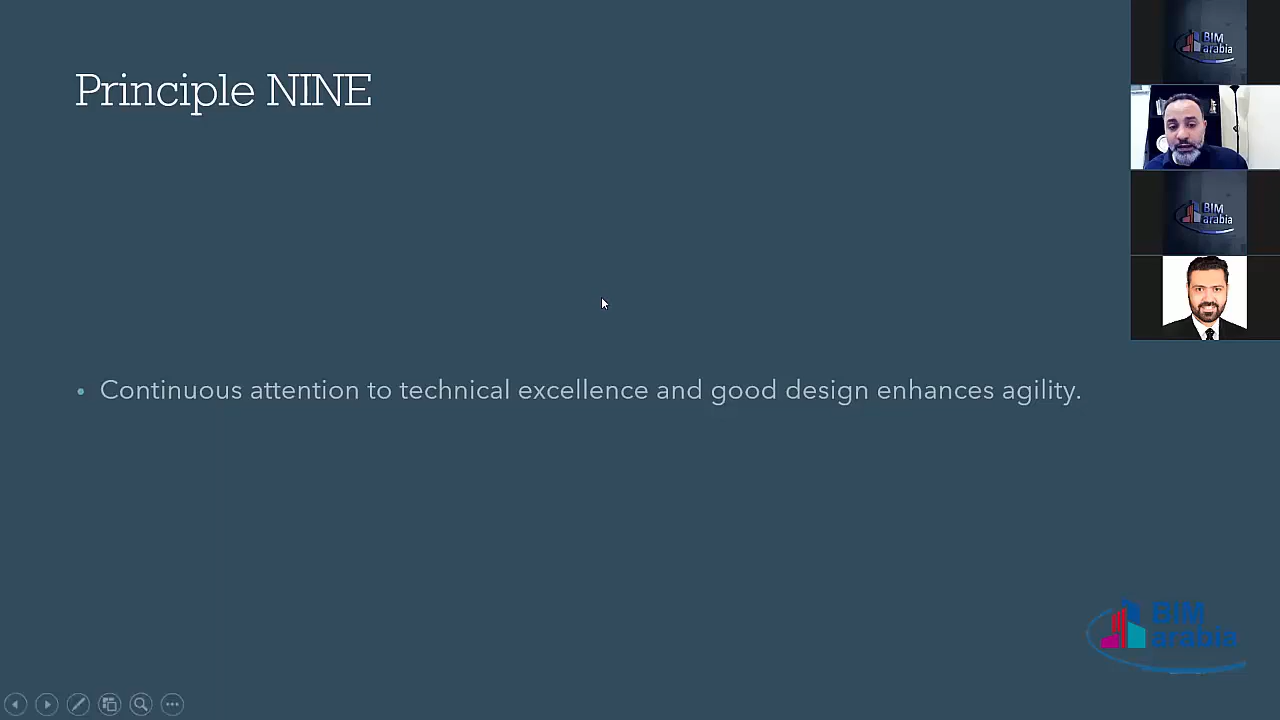 Principle NINE
BIM
arabia
BIM
arabia
• Continuous attention to technical excellence and good design enhances agility.
BIM
arabia